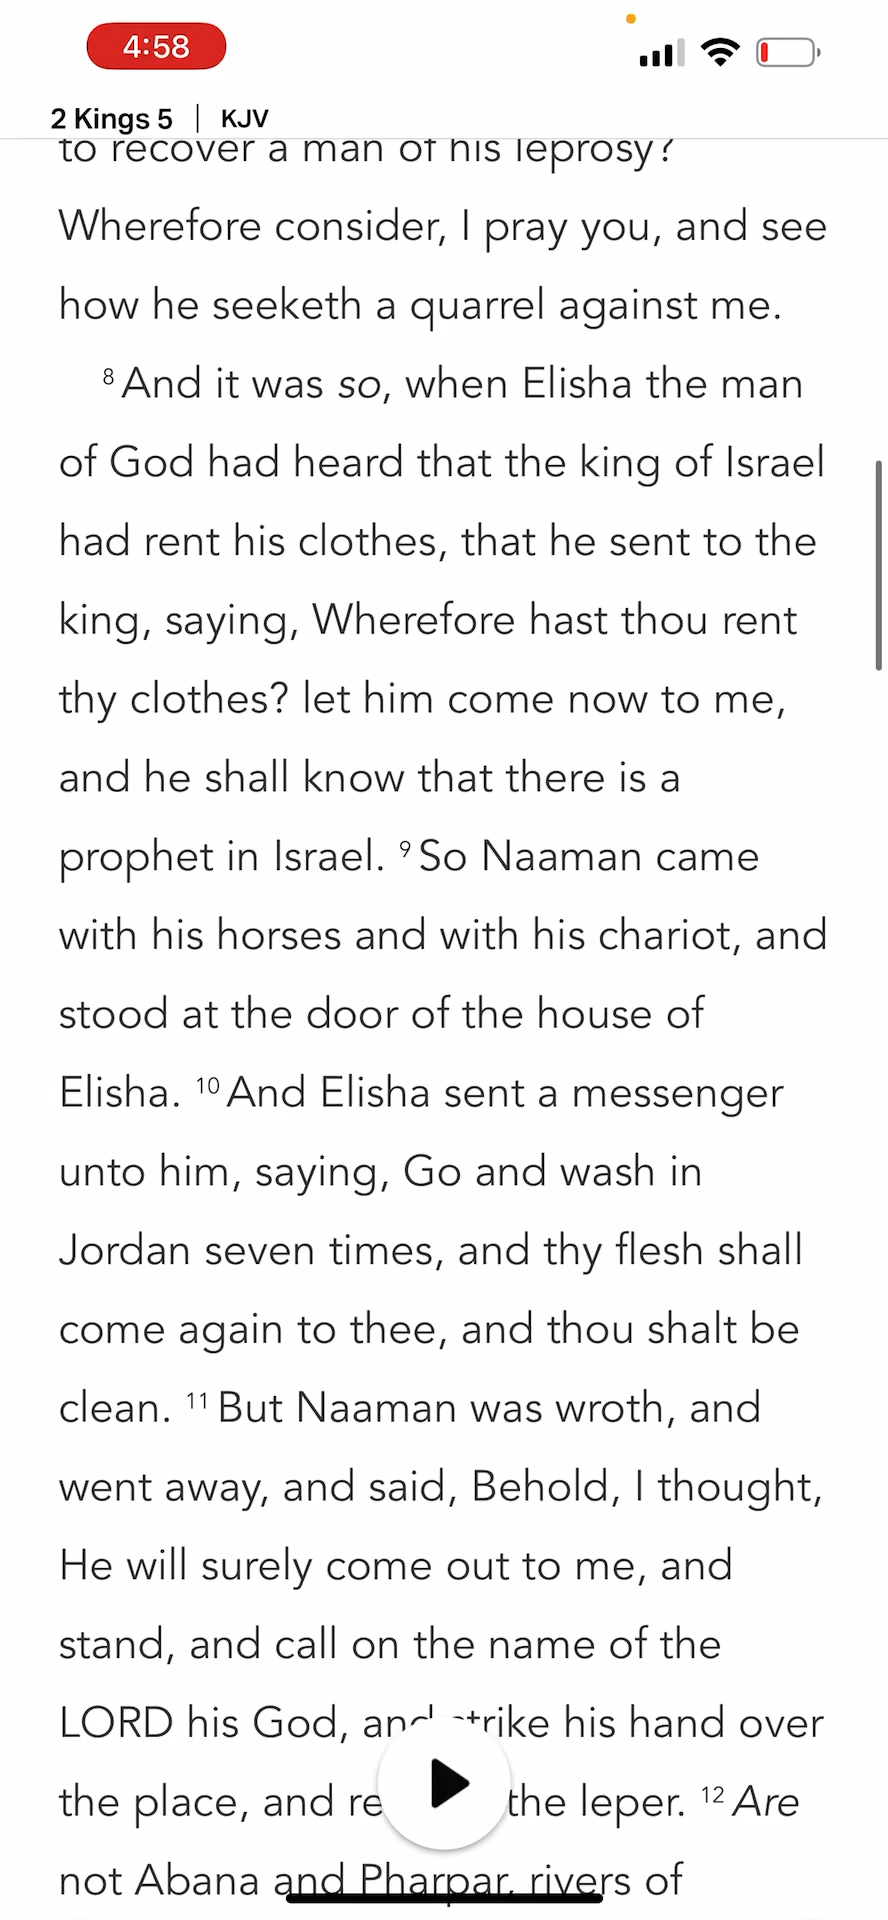 4:58
2 Kings 5 | KJV
to recover a man of his leprosy?
Wherefore consider, I pray you, and see
how he seeketh a quarrel against me.
8 And it was so, when Elisha the man
of God had heard that the king of Israel
had rent his clothes, that he sent to the
king, saying, Wherefore hast thou rent
thy clothes? let him come now to me,
and he shall know that there is a
prophet in Israel. 9 So Naaman came
with his horses and with his chariot, and
stood at the door of the house of
Elisha. 10 And Elisha sent a messenger
unto him, saying, Go and wash in
Jordan seven times, and thy flesh shall
come again to thee, and thou shalt be
clean. 11 But Naaman was wroth, and
went away, and said, Behold, I thought,
He will surely come out to me, and
stand, and call on the name of the
LORD his God, and strike his hand over
the place, and the leper. 12 Are
not Abana and Pharpar, rivers of